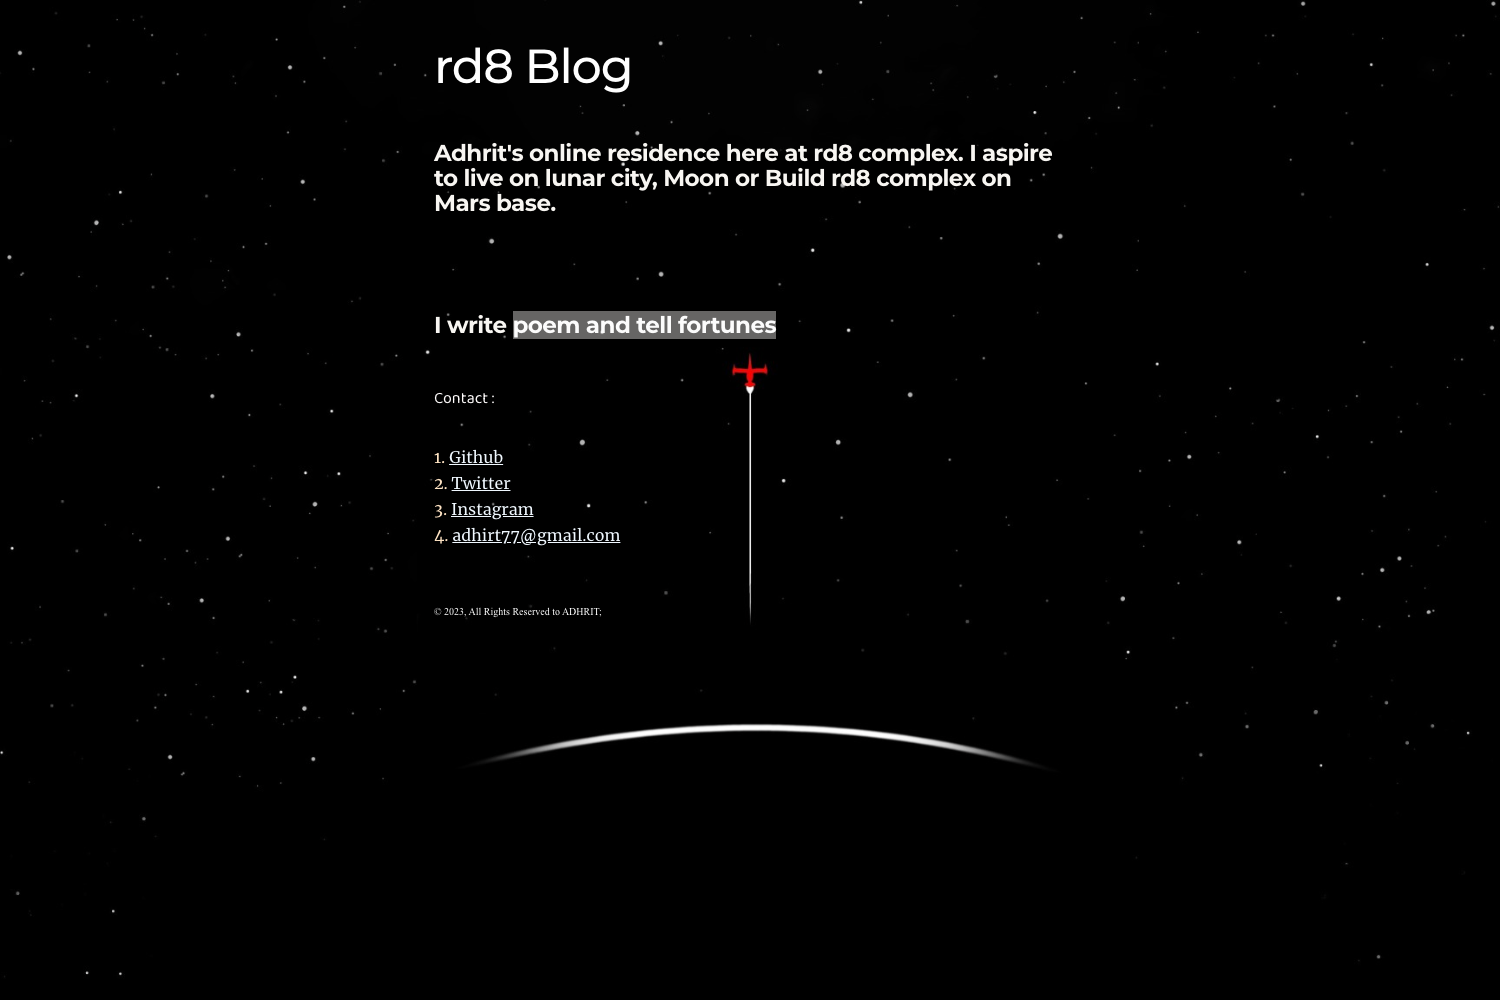 rd8 Blog
Adhrit's online residence here at rd8 complex. I aspire
to live on lunar city, Moon or Build rd8 complex on
Mars base.
I write poem and tell fortunes
Contact :
1. Github
2. Twitter
3. Instagram
4. adhirt77@gmail.com
© 2023, All Rights Reserved to ADHRIT;